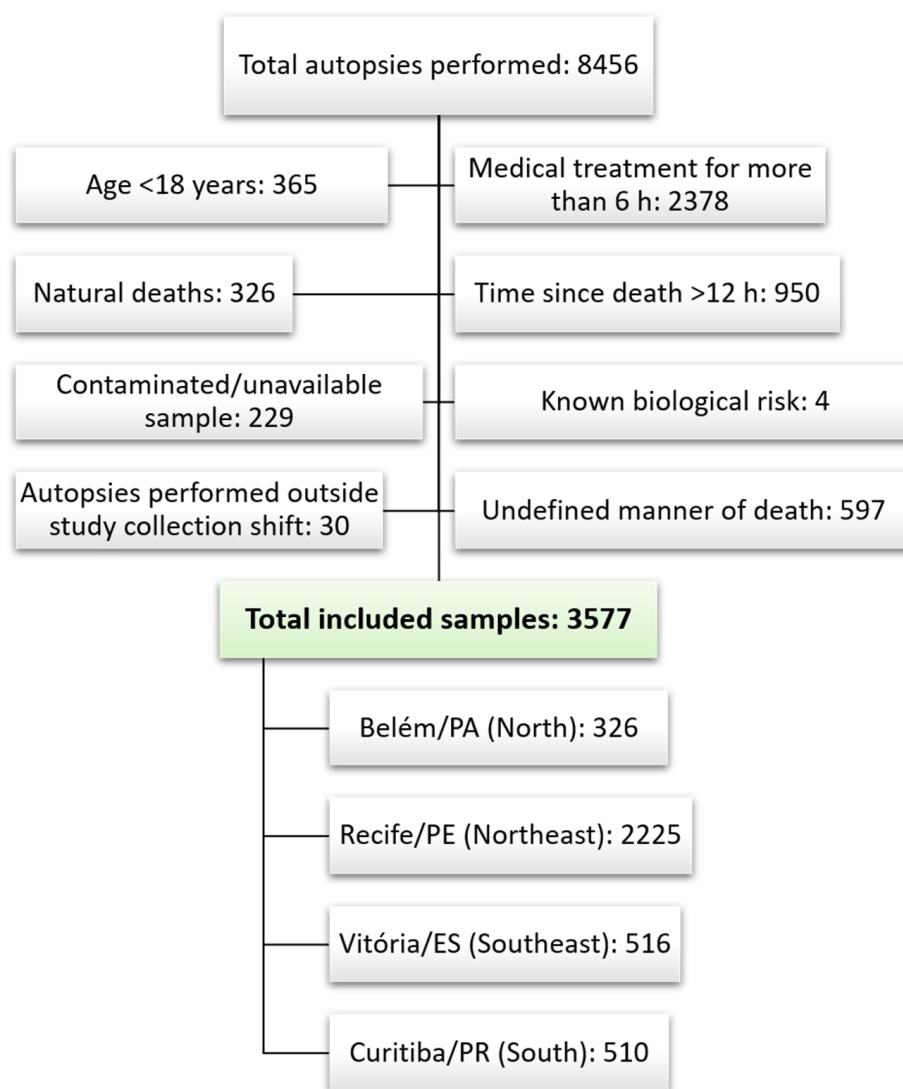 Total autopsies performed: 8456
Age <18 years: 365
Medical treatment for more
than 6 h: 2378
Natural deaths: 326
Time since death >12 h: 950
Contaminated/unavailable
sample: 229
Known biological risk: 4
Autopsies performed outside
study collection shift: 30
Undefined manner of death: 597
Total included samples: 3577
Belém/PA (North): 326
Recife/PE (Northeast): 2225
Vitória/ES (Southeast): 516
Curitiba/PR (South): 510